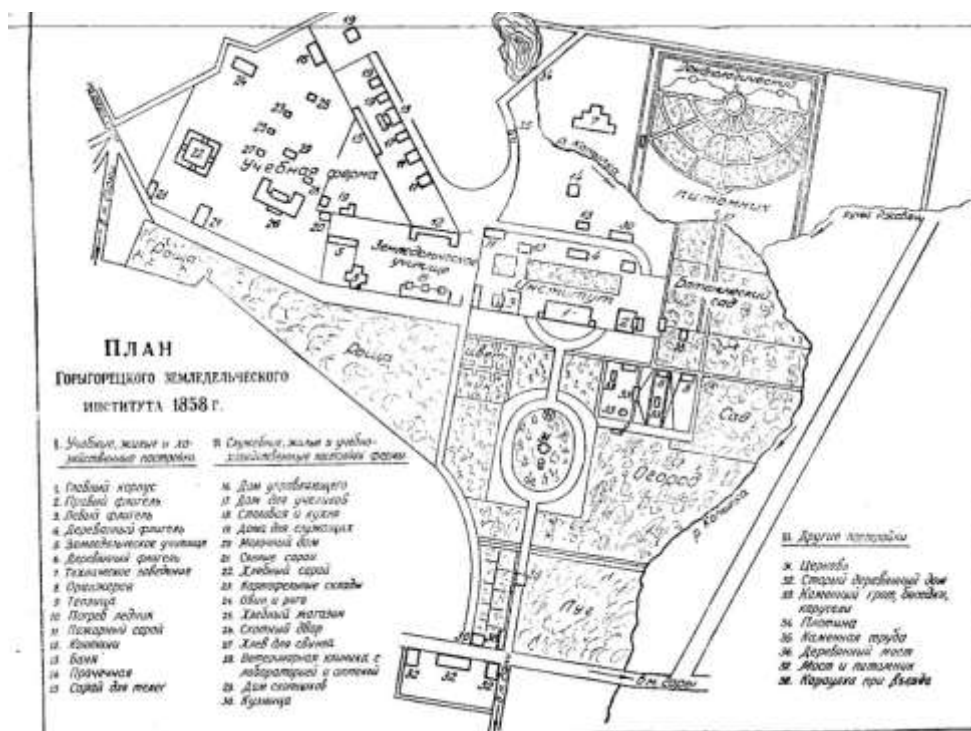 Учебная ферма
Земледельческое
училище
Институт
питомник
Ботанический
сад
Роща
Роща
цвет
Сад
Огород
Луг
р. Копылка
ПЛАН
ГОРЫГОРЕЦКОГО ЗЕМЛЕДЕЛЬЧЕСКОГО
ИНСТИТУТА 1858 г.
I. Учебные, жилые и хо-
зяйственные постройки
1. Главный корпус
2. Правый флигель
3. Левый флигель
4. Деревянный флигель
5. Земледельческое училище
6. Деревянный флигель
7. Техническое заведение
8. Оранжерея
9. Теплица
10 Погреб ледник
11 Пожарный сарай
12. Конюшни
13 Баня
14 Прачечная
15 Сарай для телег
II Служебные, жилые и учебно-
хозяйственные постройки фермы
16 Дом управляющего
17 Дом для учеников
18 Столовая и кухня
19 Дома для служащих
20 Молочный дом
21 Сенные сараи
22 Хлебный сарай
23 Картофельные склады
24 Овин и рига
25 Хлебный магазин
26 Скотный двор
27 Хлев для свиней
28 Ветеринарная клиника с
лабораторией и аптекой
29 Дом скотников
30 Кузница
III Другие постройки
31 Церковь
32 Старый деревянный дом
33 Каменный грот, беседки,
карусели
34 Плотина
35 Каменная труба
36 Деревянный мост
37 Мост и питомник
38. Караулка при въезде